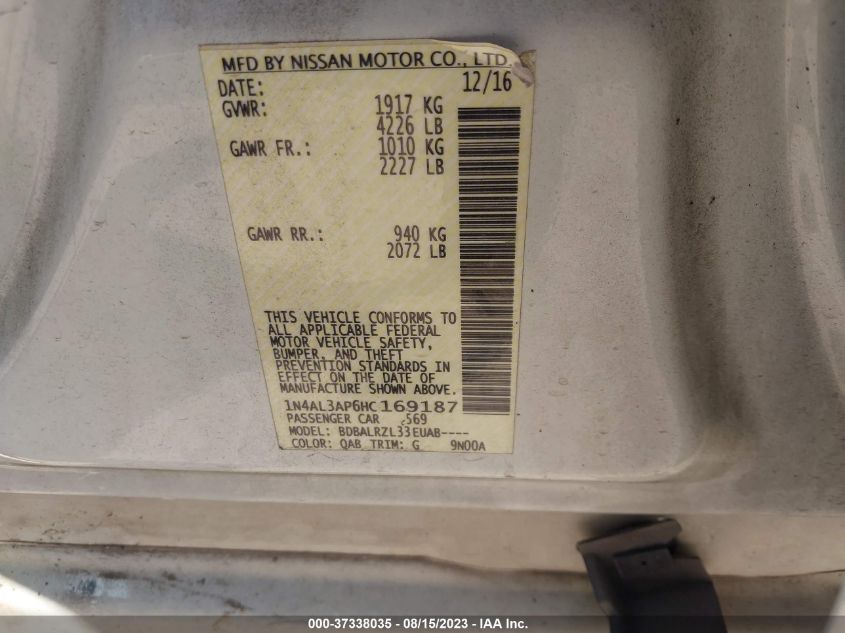 MFD BY NISSAN MOTOR CO., LTD.
DATE: 12/16
GVWR: 1917 KG
4226 LB
GAWR FR.: 1010 KG
2227 LB
GAWR RR.: 940 KG
2072 LB
THIS VEHICLE CONFORMS TO
ALL APPLICABLE FEDERAL
MOTOR VEHICLE SAFETY,
BUMPER, AND THEFT
PREVENTION STANDARDS IN
EFFECT ON THE DATE OF
MANUFACTURE SHOWN ABOVE.
1N4AL3AP6HC169187
PASSENGER CAR 569
MODEL: BDBALRZL33EUAB----
COLOR: QAB TRIM: G 9N00A
000-37338035 - 08/15/2023 - IAA Inc.